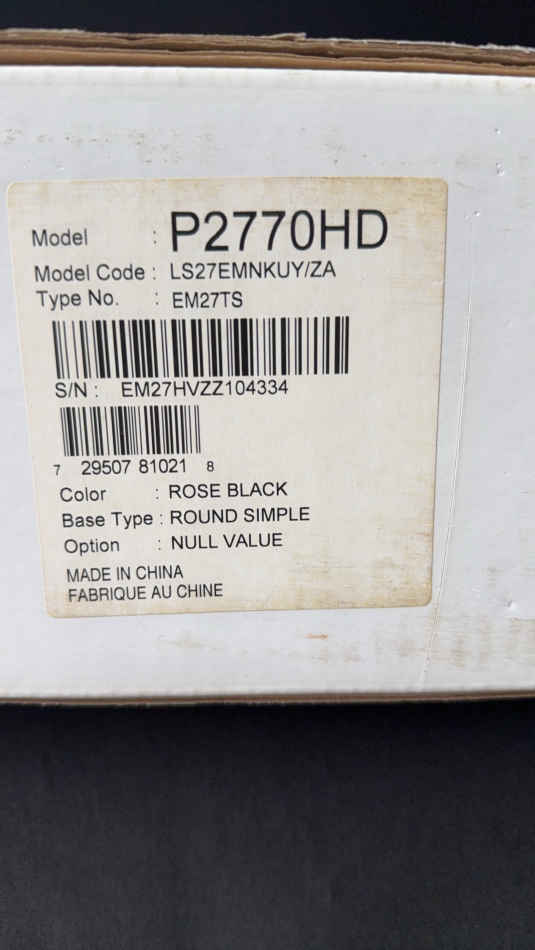 Model : P2770HD
Model Code : LS27EMNKUY/ZA
Type No. : EM27TS
S/N : EM27HVZZ104334
7 29507 81021 8
Color : ROSE BLACK
Base Type : ROUND SIMPLE
Option : NULL VALUE
MADE IN CHINA
FABRIQUE AU CHINE